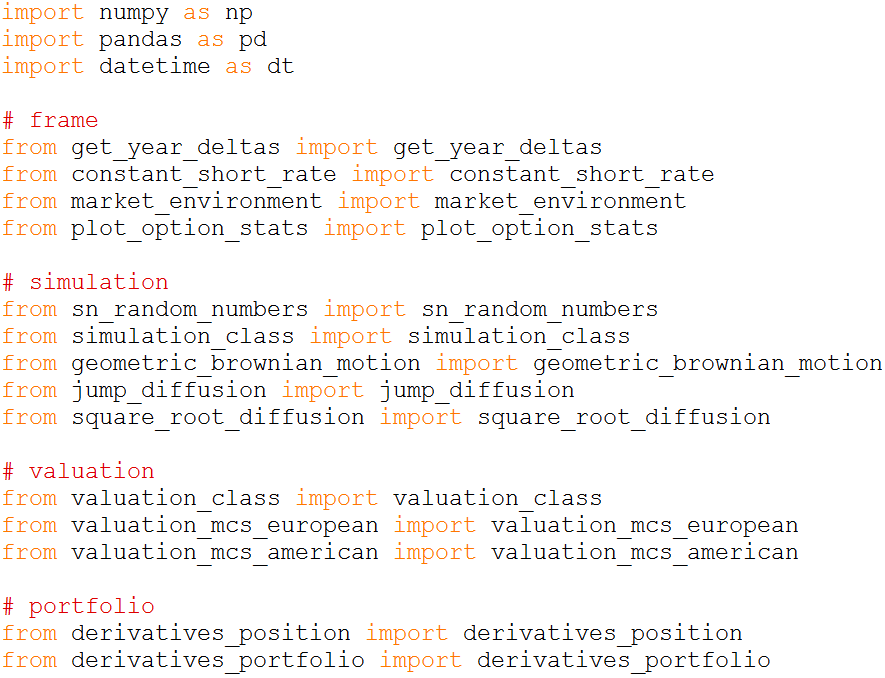 import numpy as np
import pandas as pd
import datetime as dt
# frame
from get_year_deltas import get_year_deltas
from constant_short_rate import constant_short_rate
from market_environment import market_environment
from plot_option_stats import plot_option_stats
# simulation
from sn_random_numbers import sn_random_numbers
from simulation_class import simulation_class
from geometric_brownian_motion import geometric_brownian_motion
from jump_diffusion import jump_diffusion
from square_root_diffusion import square_root_diffusion
# valuation
from valuation_class import valuation_class
from valuation_mcs_european import valuation_mcs_european
from valuation_mcs_american import valuation_mcs_american
# portfolio
from derivatives_position import derivatives_position
from derivatives_portfolio import derivatives_portfolio